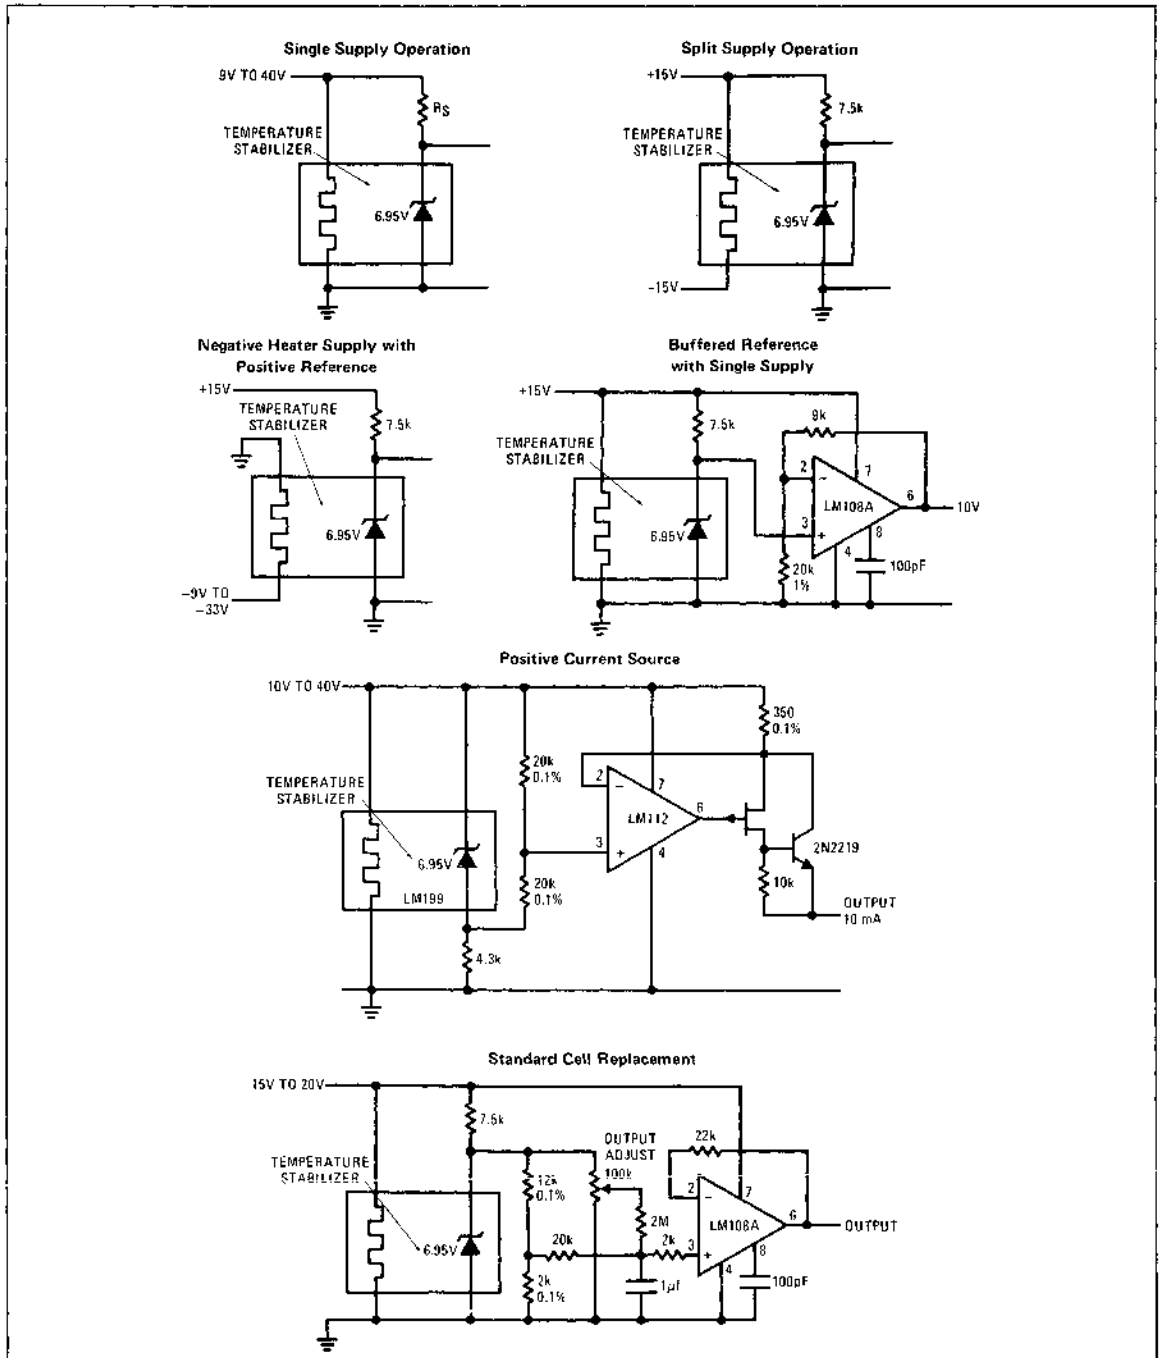 Single Supply Operation
9V TO 40V
RS
TEMPERATURE
STABILIZER
6.95V
Split Supply Operation
+15V
7.5k
TEMPERATURE
STABILIZER
6.95V
-15V
Negative Heater Supply with
Positive Reference
+15V
TEMPERATURE
STABILIZER
7.5k
6.95V
-9V TO
-33V
Buffered Reference
with Single Supply
+15V
9k
7.5k
TEMPERATURE
STABILIZER
2
-
7
LM108A
6
10V
6.95V
3
+
8
4
20k
1%
100pF
Positive Current Source
10V TO 40V
350
0.1%
20k
0.1%
TEMPERATURE
STABILIZER
2
-
7
LM112
6
2N2219
6.95V
3
+
4
20k
0.1%
10k
LM199
OUTPUT
10 mA
4.3k
Standard Cell Replacement
15V TO 20V
7.5k
22k
OUTPUT
ADJUST
100k
TEMPERATURE
STABILIZER
12k
0.1%
2
-
7
2M
LM108A
6
OUTPUT
6.95V
20k
2k
3
+
8
4
2k
0.1%
1μf
100pF